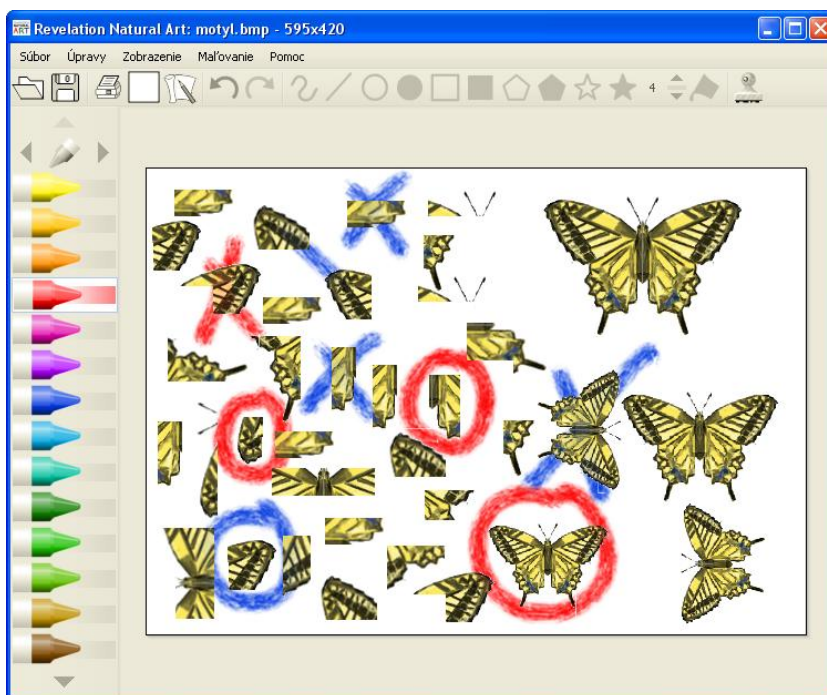 Revelation Natural Art: motyl.bmp - 595x420
Súbor Úpravy Zobrazenie Maľovanie Pomoc
4